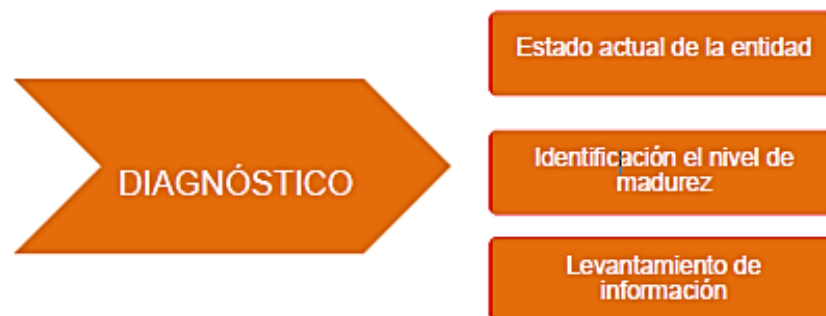 DIAGNÓSTICO
Estado actual de la entidad
Identificación el nivel de
madurez
Levantamiento de
información